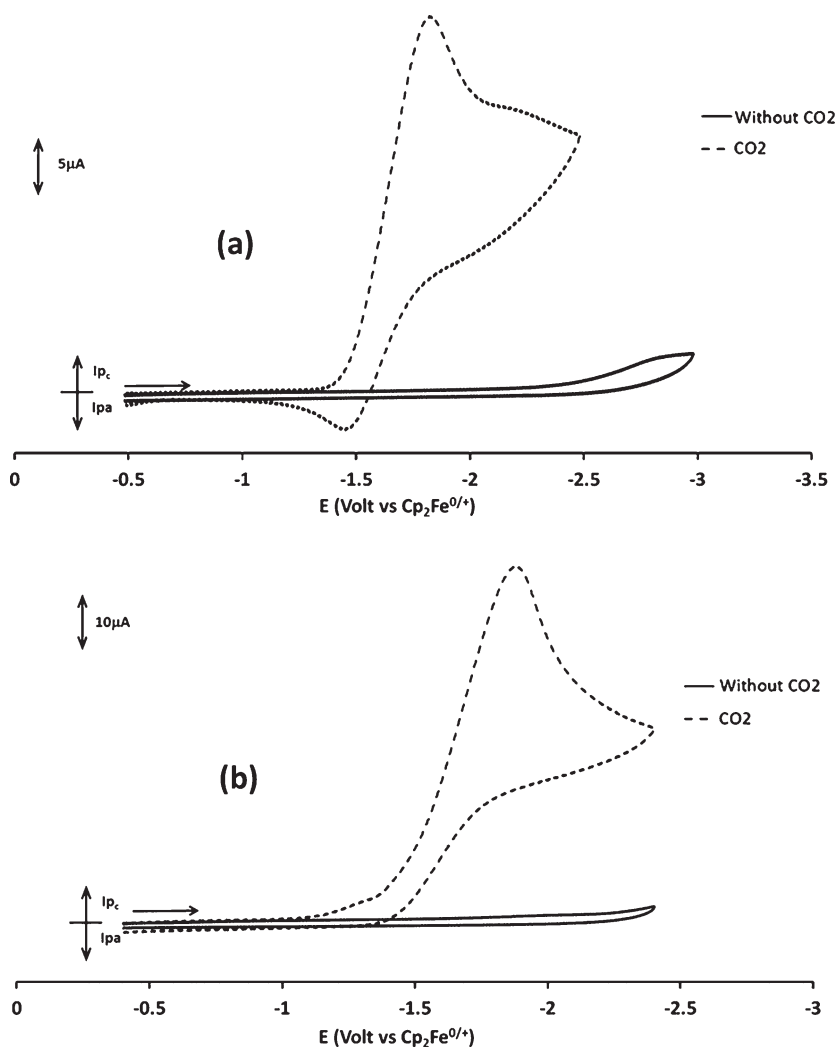 Without CO2
CO2
5µA
(a)
Ipc
Ipa
0 -0.5 -1 -1.5 -2 -2.5 -3 -3.5
E (Volt vs Cp2Fe0/+)
10µA
Without CO2
CO2
(b)
Ipc
Ipa
0 -0.5 -1 -1.5 -2 -2.5 -3
E (Volt vs Cp2Fe0/+)